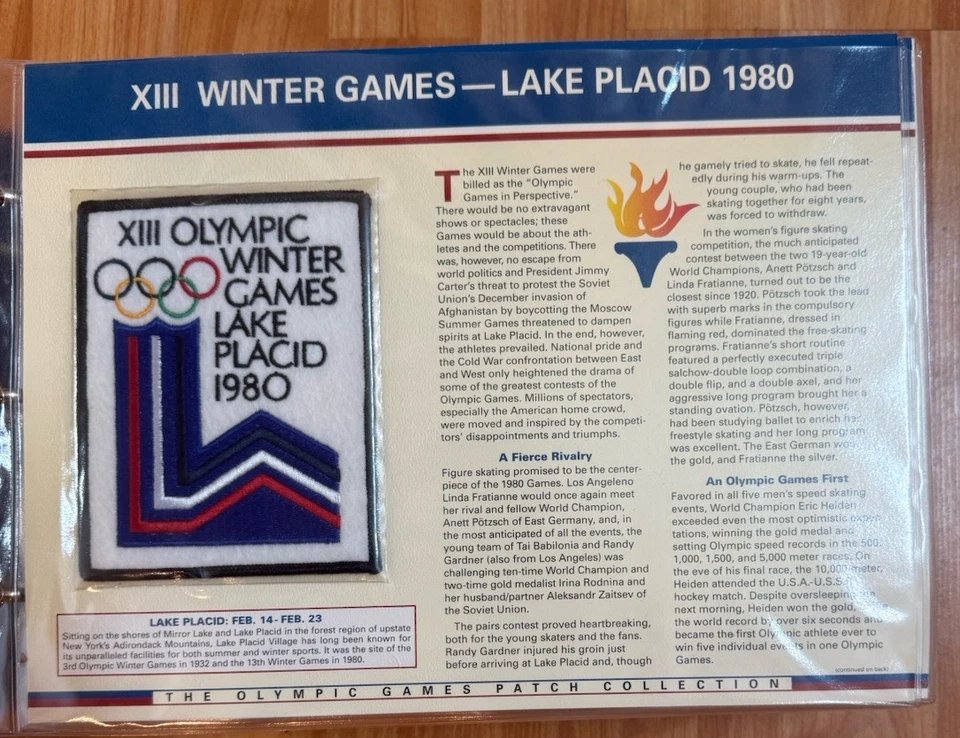 XIII WINTER GAMES — LAKE PLACID 1980
XIII OLYMPIC
WINTER
GAMES
LAKE
PLACID
1980
LAKE PLACID: FEB. 14 - FEB. 23
Sitting on the shores of Mirror Lake and Lake Placid in the forest region of upstate
New York's Adirondack Mountains, Lake Placid Village has long been known for
its unparalleled facilities for both summer and winter sports. It was the site of the
3rd Olympic Winter Games in 1932 and the 13th Winter Games in 1980.
The XIII Winter Games were
billed as the "Olympic
Games in Perspective."
There would be no extravagant
shows or spectacles; these
Games would be about the ath-
letes and the competitions. There
was, however, no escape from
world politics and President Jimmy
Carter's threat to protest the Soviet
Union's December invasion of
Afghanistan by boycotting the Moscow
Summer Games threatened to dampen
spirits at Lake Placid. In the end, however,
the athletes prevailed. National pride and
the Cold War confrontation between East
and West only heightened the drama of
some of the greatest contests of the
Olympic Games. Millions of spectators,
especially the American home crowd,
were moved and inspired by the competi-
tors' disappointments and triumphs.
A Fierce Rivalry
Figure skating promised to be the center-
piece of the 1980 Games. Los Angeleno
Linda Fratianne would once again meet
her rival and fellow World Champion,
Anett Pötzsch of East Germany, and, in
the most anticipated of all the events, the
young team of Tai Babilonia and Randy
Gardner (also from Los Angeles) was
challenging ten-time World Champion and
two-time gold medalist Irina Rodnina and
her husband/partner Aleksandr Zaitsev of
the Soviet Union.
The pairs contest proved heartbreaking,
both for the young skaters and the fans.
Randy Gardner injured his groin just
before arriving at Lake Placid and, though
he gamely tried to skate, he fell repeat-
edly during his warm-ups. The
young couple, who had been
skating together for eight years,
was forced to withdraw.
In the women's figure skating
competition, the much anticipated
contest between the two 19-year-old
World Champions, Anett Pötzsch and
Linda Fratianne, turned out to be the
closest since 1920. Pötzsch took the lead
with superb marks in the compulsory
figures while Fratianne, dressed in
flaming red, dominated the free-skating
programs. Fratianne's short routine
featured a perfectly executed triple
salchow-double loop combination, a
double flip, and a double axel, and her
aggressive long program brought her a
standing ovation. Pötzsch, however,
had been studying ballet to enrich her
freestyle skating and her long program
was excellent. The East German won
the gold, and Fratianne the silver.
An Olympic Games First
Favored in all five men's speed skating
events, World Champion Eric Heiden
exceeded even the most optimistic expec-
tations, winning the gold medal and
setting Olympic speed records in the 500,
1,000, 1,500, and 5,000 meter races. On
the eve of his final race, the 10,000-meter,
Heiden attended the U.S.A.-U.S.S.
hockey match. Despite oversleeping the
next morning, Heiden won the gold,
the world record by over six seconds and
became the first Olympic athlete ever to
win five individual events in one Olympic
Games.
(continued on back)
THE OLYMPIC GAMES PATCH COLLECTION